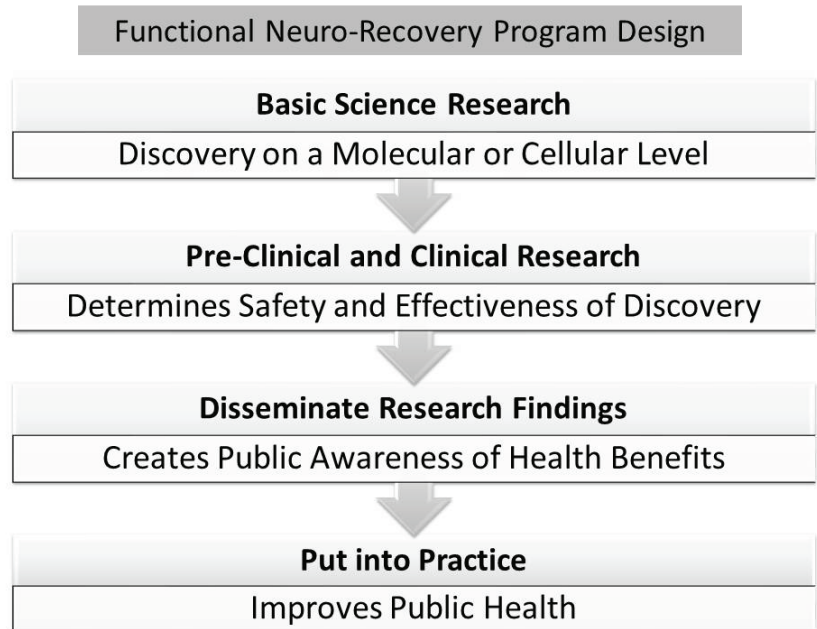 Functional Neuro-Recovery Program Design
Basic Science Research
Discovery on a Molecular or Cellular Level
Pre-Clinical and Clinical Research
Determines Safety and Effectiveness of Discovery
Disseminate Research Findings
Creates Public Awareness of Health Benefits
Put into Practice
Improves Public Health